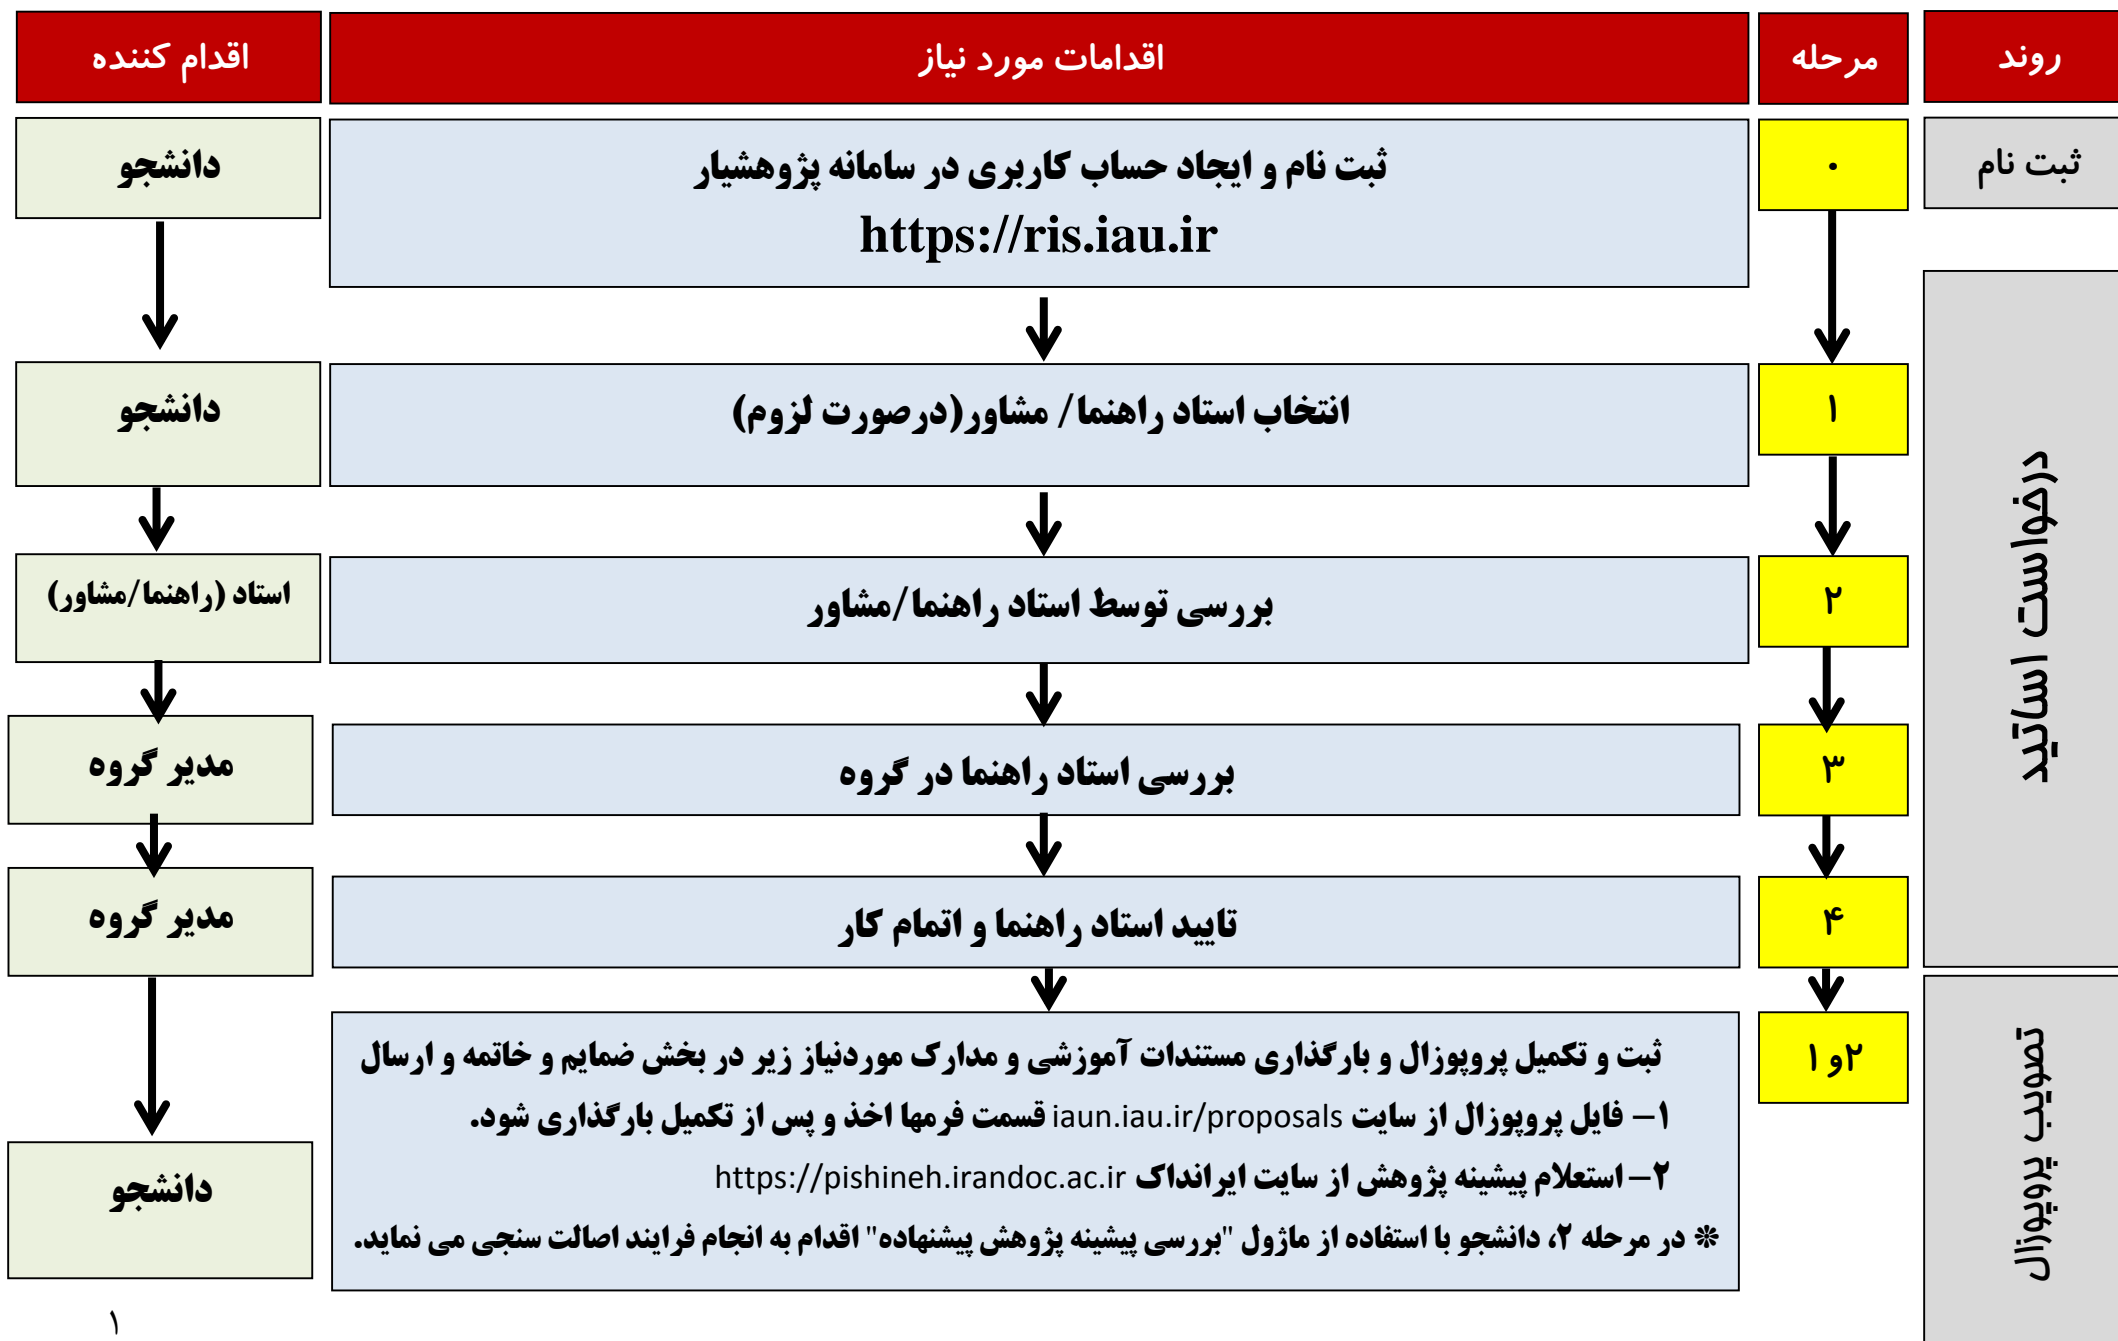 روند
مرحله
اقدامات مورد نیاز
اقدام کننده
ثبت نام
۰
ثبت نام و ایجاد حساب کاربری در سامانه پژوهشیار
https://ris.iau.ir
دانشجو
درخواست اساتید
۱
انتخاب استاد راهنما/ مشاور(درصورت لزوم)
دانشجو
۲
بررسی توسط استاد راهنما/مشاور
استاد (راهنما/مشاور)
۳
بررسی استاد راهنما در گروه
مدیر گروه
۴
تایید استاد راهنما و اتمام کار
مدیر گروه
تصویب پروپوزال
۱ و۲
ثبت و تکمیل پروپوزال و بارگذاری مستندات آموزشی و مدارک موردنیاز زیر در بخش ضمایم و خاتمه و ارسال
۱- فایل پروپوزال از سایت iaun.iau.ir/proposals قسمت فرمها اخذ و پس از تکمیل بارگذاری شود.
۲- استعلام پیشینه پژوهش از سایت ایرانداک https://pishineh.irandoc.ac.ir
* در مرحله ۲، دانشجو با استفاده از ماژول "بررسی پیشینه پژوهش پیشنهاده" اقدام به انجام فرایند اصالت سنجی می نماید.
دانشجو
۱